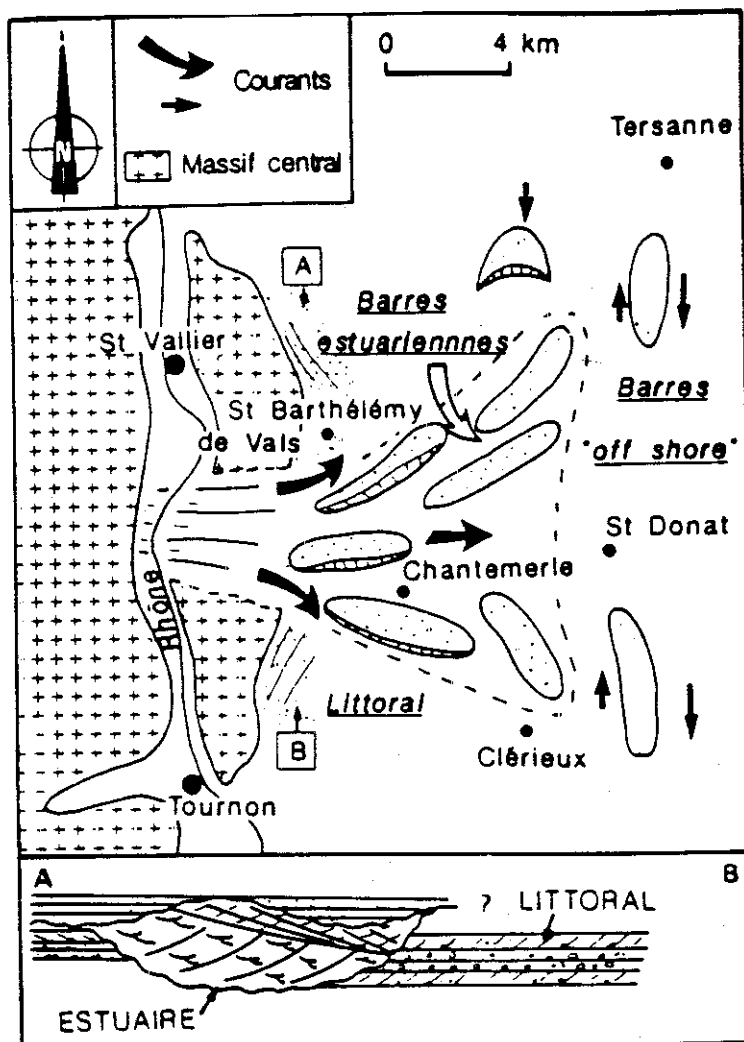 0 4 km
Courants
N
Massif central
Tersanne
A
Barres
estuariennnes
St Vallier
St Barthélémy
de Vals
Barres
"off shore"
St Donat
Chantemerle
Rhône
Littoral
B
Clérieux
Tournon
A B
? LITTORAL
ESTUAIRE